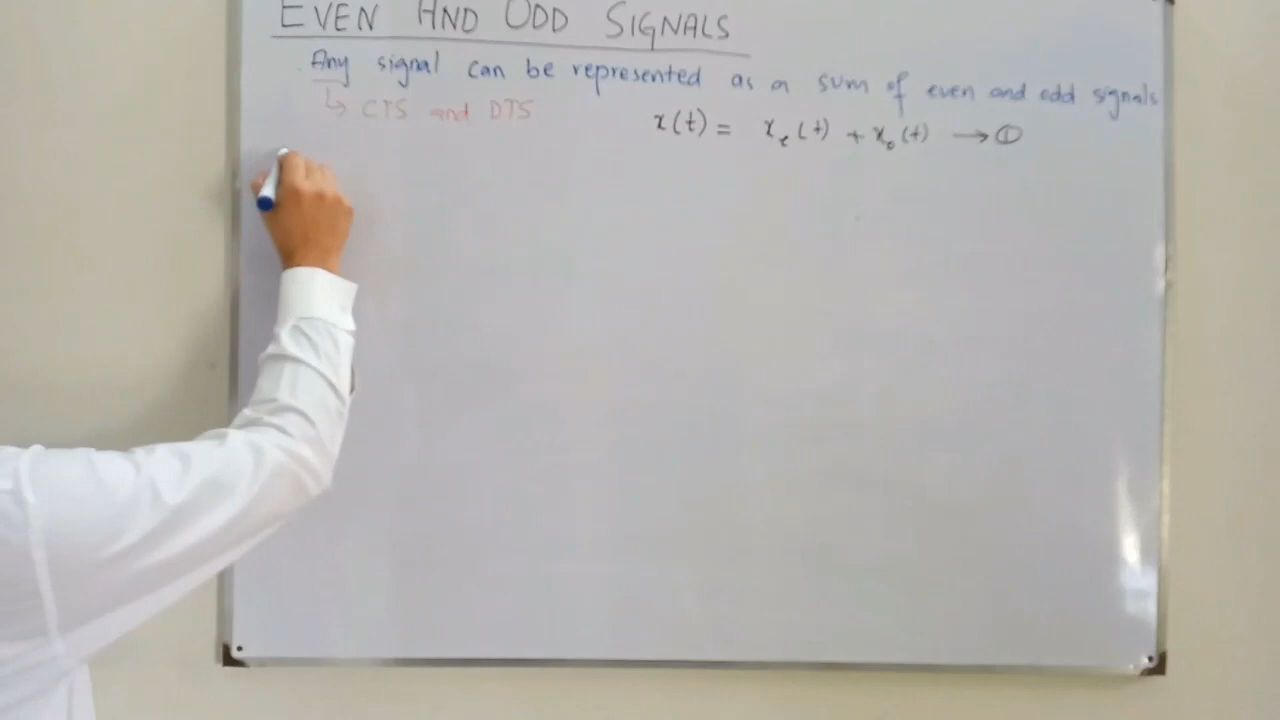 EVEN AND ODD SIGNALS
Any signal can be represented as a sum of even and odd signals
↳ CTS and DTS
x(t) = xₑ(t) + xₒ(t) → ①